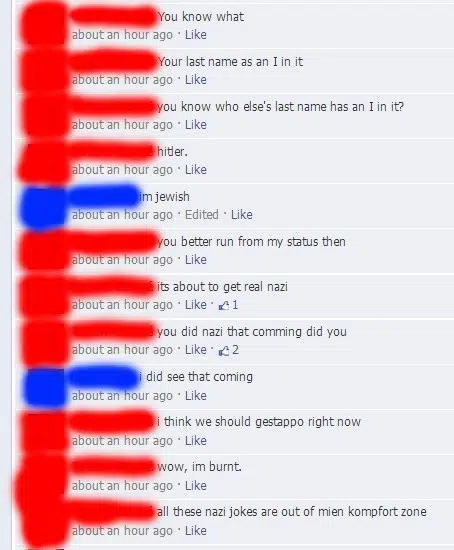 You know what
about an hour ago · Like
Your last name as an I in it
about an hour ago · Like
you know who else's last name has an I in it?
about an hour ago · Like
hitler.
about an hour ago · Like
im jewish
about an hour ago · Edited · Like
you better run from my status then
about an hour ago · Like
its about to get real nazi
about an hour ago · Like · 1
you did nazi that comming did you
about an hour ago · Like · 2
i did see that coming
about an hour ago · Like
i think we should gestappo right now
about an hour ago · Like
wow, im burnt.
about an hour ago · Like
all these nazi jokes are out of mien kompfort zone
about an hour ago · Like